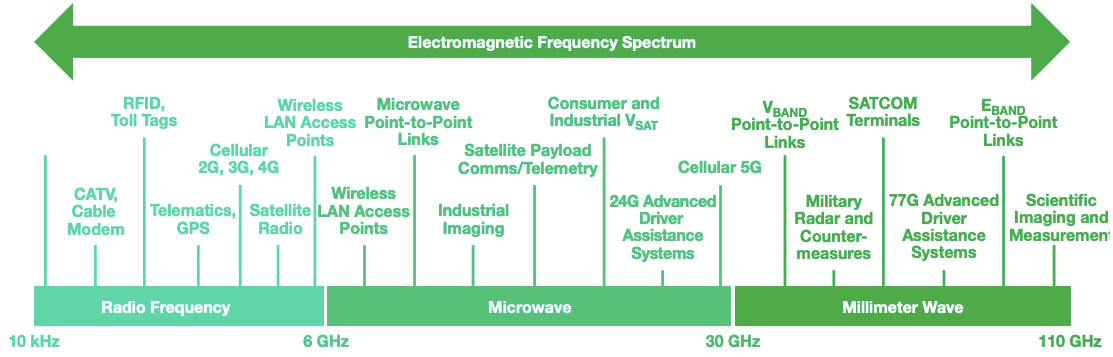 Electromagnetic Frequency Spectrum
RFID,
Toll Tags
Wireless
LAN Access
Points
Microwave
Point-to-Point
Links
Consumer and
Industrial VSAT
VBAND
Point-to-Point
Links
SATCOM
Terminals
EBAND
Point-to-Point
Links
Cellular
2G, 3G, 4G
Satellite Payload
Comms/Telemetry
Cellular 5G
CATV,
Cable
Modem
Telematics,
GPS
Satellite
Radio
Wireless
LAN Access
Points
Industrial
Imaging
24G Advanced
Driver
Assistance
Systems
Military
Radar and
Counter-
measures
77G Advanced
Driver
Assistance
Systems
Scientific
Imaging and
Measurement
Radio Frequency
Microwave
Millimeter Wave
10 kHz
6 GHz
30 GHz
110 GHz